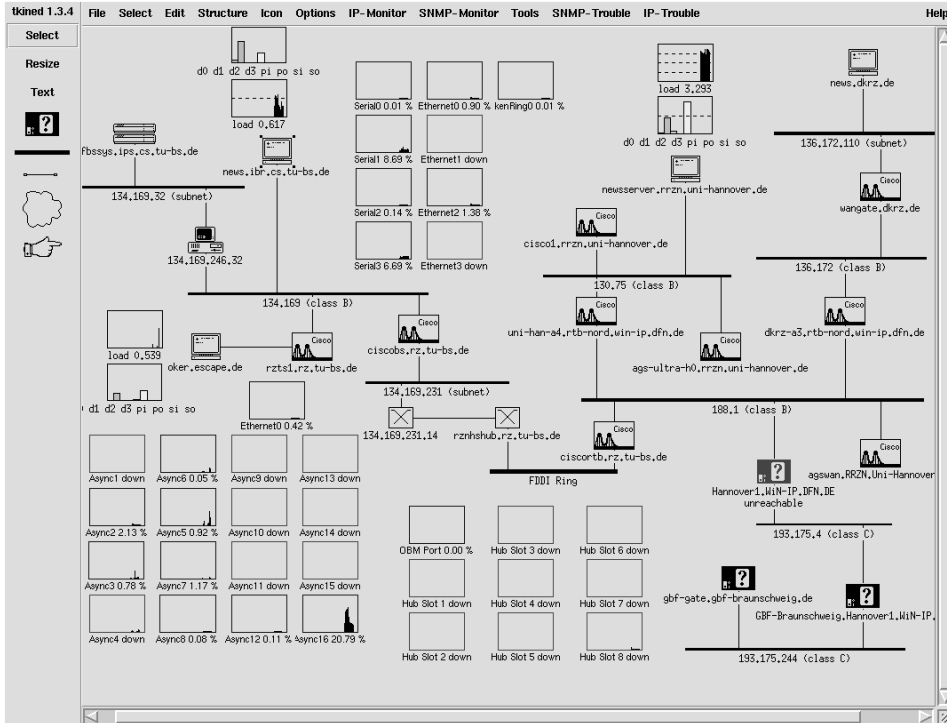 tkined 1.3.4
File Select Edit Structure Icon Options IP-Monitor SNMP-Monitor Tools SNMP-Trouble IP-Trouble Help
Select
Resize
Text
?
d0 d1 d2 d3 pi po si so
load 0.617
fbssys.ips.cs.tu-bs.de
news.ibr.cs.tu-bs.de
134.169.32 (subnet)
134.169.246.32
134.169 (class B)
Serial0 0.01 % Ethernet0 0.90 % kenRing0 0.01 %
Serial1 8.69 % Ethernet1 down
Serial2 0.14 % Ethernet2 1.38 %
Serial3 6.69 % Ethernet3 down
load 3.293
d0 d1 d2 d3 pi po si so
newsserver.rrzn.uni-hannover.de
Cisco
cisco1.rrzn.uni-hannover.de
130.75 (class B)
news.dkrz.de
136.172.110 (subnet)
Cisco
wangate.dkrz.de
136.172 (class B)
Cisco
uni-han-a4.rtb-nord.win-ip.dfn.de
Cisco
dkrz-a3.rtb-nord.win-ip.dfn.de
Cisco
ags-ultra-h0.rrzn.uni-hannover.de
188.1 (class B)
load 0.539
d1 d2 d3 pi po si so
oker.escape.de
Cisco
rzts1.rz.tu-bs.de
Cisco
ciscobs.rz.tu-bs.de
134.169.231 (subnet)
Ethernet0 0.42 %
134.169.231.14
rznhshub.rz.tu-bs.de
FDDI Ring
Cisco
ciscortb.rz.tu-bs.de
?
Hannover1.WiN-IP.DFN.DE
unreachable
Cisco
agswan.RRZN.Uni-Hannover
193.175.4 (class C)
?
gbf-gate.gbf-braunschweig.de
?
GBF-Braunschweig.Hannover1.WiN-IP.
193.175.244 (class C)
Async1 down Async6 0.05 % Async9 down Async13 down
Async2 2.13 % Async5 0.92 % Async10 down Async14 down
Async3 0.78 % Async7 1.17 % Async11 down Async15 down
Async4 down Async8 0.08 % Async12 0.11 % Async16 20.79 %
OBM Port 0.00 % Hub Slot 3 down Hub Slot 6 down
Hub Slot 1 down Hub Slot 4 down Hub Slot 7 down
Hub Slot 2 down Hub Slot 5 down Hub Slot 8 down